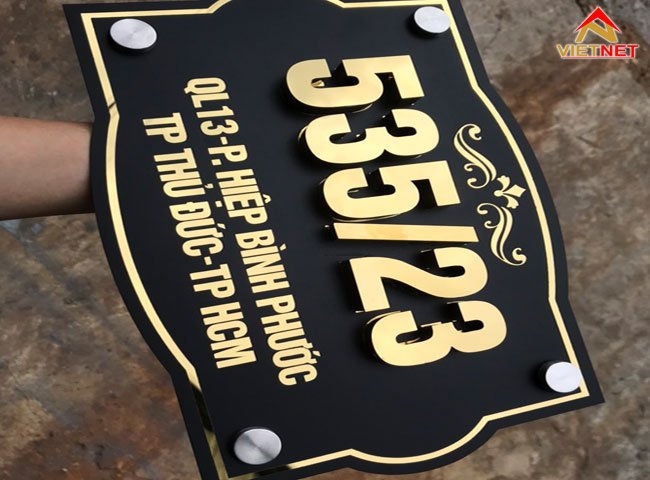 VIETNET
535/23
QL13-P. HIỆP BÌNH PHƯỚC
TP THỦ ĐỨC-TP HCM